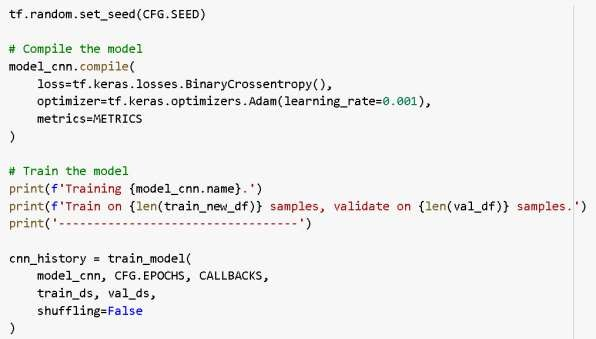 tf.random.set_seed(CFG.SEED)
# Compile the model
model_cnn.compile(
loss=tf.keras.losses.BinaryCrossentropy(),
optimizer=tf.keras.optimizers.Adam(learning_rate=0.001),
metrics=METRICS
)
# Train the model
print(f'Training {model_cnn.name}.')
print(f'Train on {len(train_new_df)} samples, validate on {len(val_df)} samples.')
print('----------------------------------')
cnn_history = train_model(
model_cnn, CFG.EPOCHS, CALLBACKS,
train_ds, val_ds,
shuffling=False
)